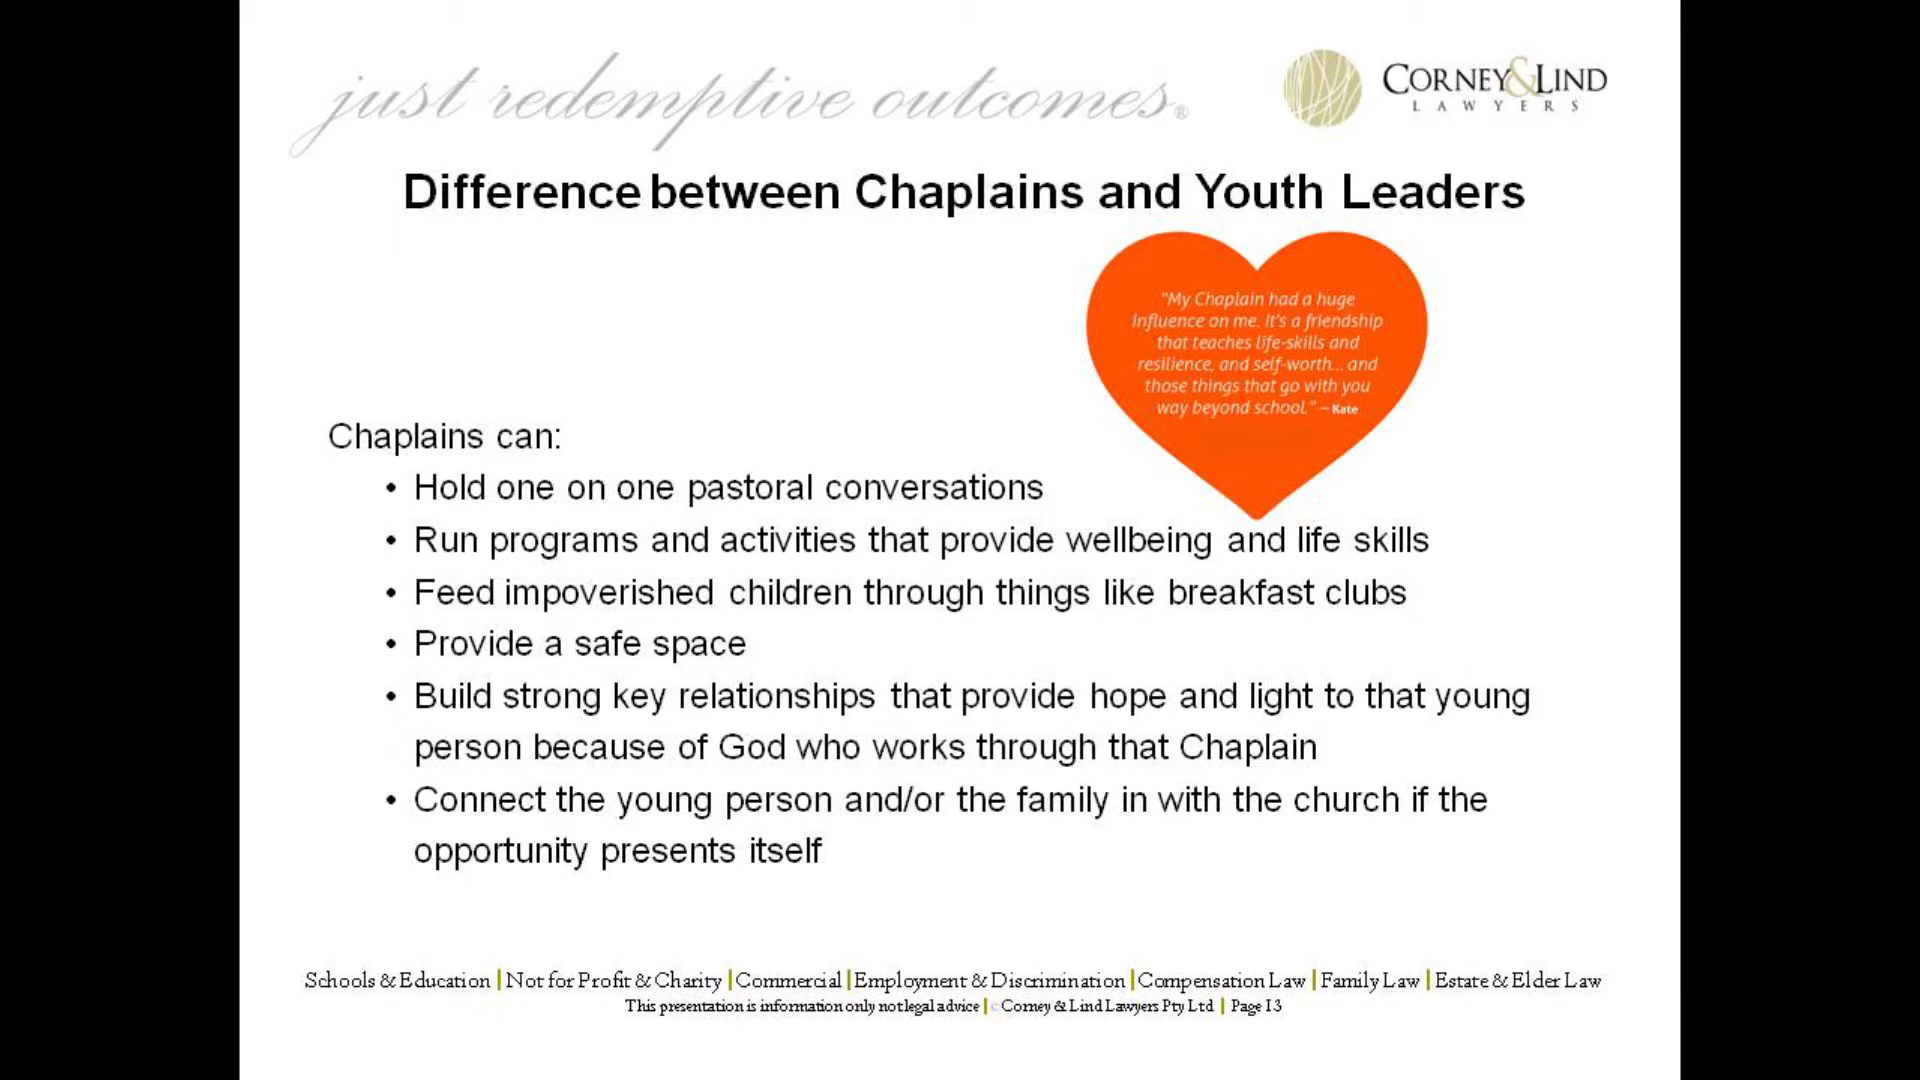 just redemptive outcomes®
CORNEY&LIND
LAWYERS
Difference between Chaplains and Youth Leaders
"My Chaplain had a huge
influence on me. It's a friendship
that teaches life-skills and
resilience, and self-worth... and
those things that go with you
way beyond school." – Kate
Chaplains can:
• Hold one on one pastoral conversations
• Run programs and activities that provide wellbeing and life skills
• Feed impoverished children through things like breakfast clubs
• Provide a safe space
• Build strong key relationships that provide hope and light to that young
person because of God who works through that Chaplain
• Connect the young person and/or the family in with the church if the
opportunity presents itself
Schools & Education | Not for Profit & Charity | Commercial | Employment & Discrimination | Compensation Law | Family Law | Estate & Elder Law
This presentation is information only not legal advice | © Corney & Lind Lawyers Pty Ltd | Page 13